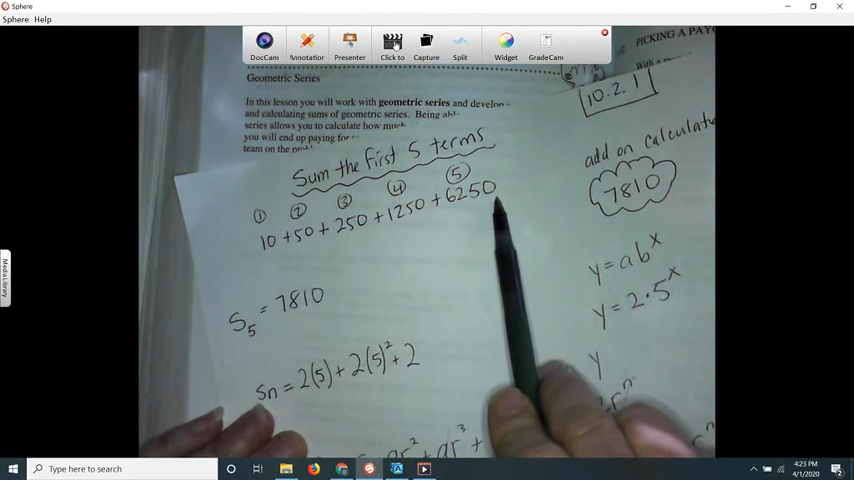 Sphere
Sphere Help
DocCam
Annotation
Presenter
Click to
Capture
Split
Widget
GradeCam
PICKING A PAY
With a
Geometric Series
In this lesson you will work with geometric series and develop
and calculating sums of geometric series. Being
series allows you to calculate how much
you will end up paying for
team on the
10.2.1
Sum the first 5 terms
add on calculato
① ② ③ ④ ⑤
10 + 50 + 250 + 1250 + 6250
7810
S₅ = 7810
y = ab^x
y = 2·5^x
Sn = 2(5) + 2(5)² + 2
y
ar² + ar³ +
Media Library
Type here to search
4:23 PM
4/1/2020
2